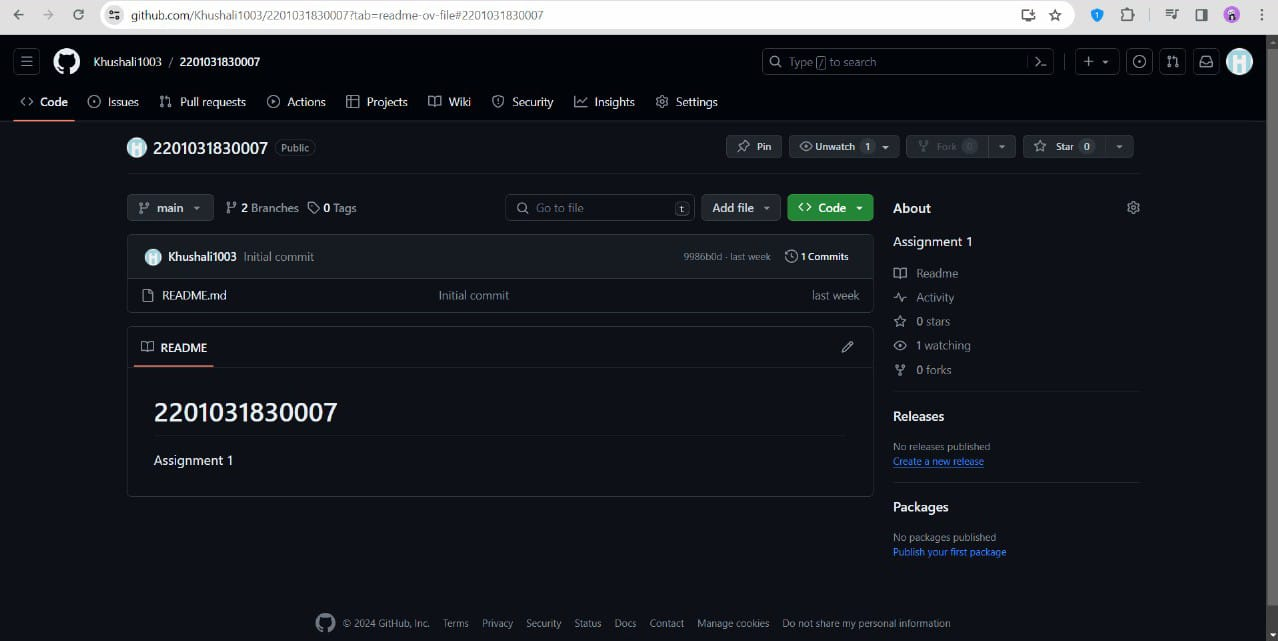 github.com/Khushali1003/2201031830007?tab=readme-ov-file#2201031830007
Khushali1003 / 2201031830007
Type / to search
Code Issues Pull requests Actions Projects Wiki Security Insights Settings
2201031830007 Public
Pin Unwatch 1 Fork 0 Star 0
main 2 Branches 0 Tags Go to file t Add file Code
Khushali1003 Initial commit 9986b0d · last week 1 Commits
README.md Initial commit last week
README
2201031830007
Assignment 1
About
Assignment 1
Readme
Activity
0 stars
1 watching
0 forks
Releases
No releases published
Create a new release
Packages
No packages published
Publish your first package
© 2024 GitHub, Inc. Terms Privacy Security Status Docs Contact Manage cookies Do not share my personal information